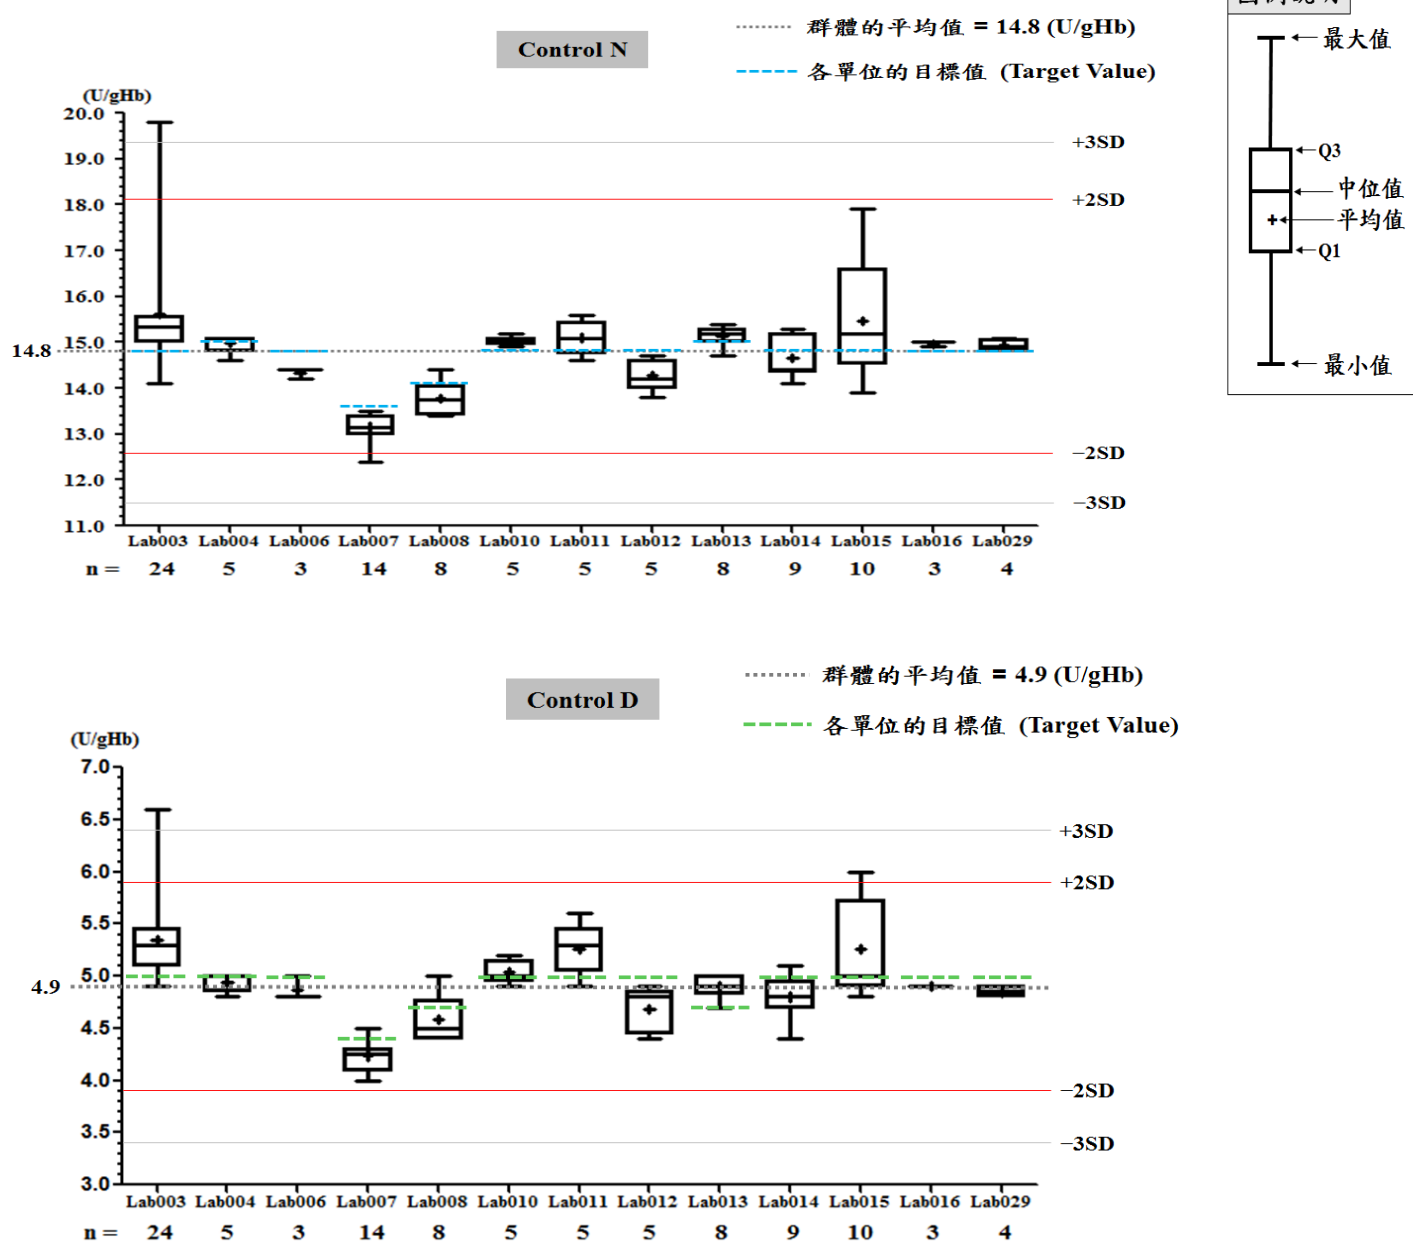 Control N
群體的平均值 = 14.8 (U/gHb)
各單位的目標值 (Target Value)
(U/gHb)
20.0
19.0
18.0
17.0
16.0
15.0
14.8
14.0
13.0
12.0
11.0
+3SD
+2SD
−2SD
−3SD
Lab003 Lab004 Lab006 Lab007 Lab008 Lab010 Lab011 Lab012 Lab013 Lab014 Lab015 Lab016 Lab029
n = 24 5 3 14 8 5 5 5 8 9 10 3 4
最大值
Q3
中位值
平均值
Q1
最小值
Control D
群體的平均值 = 4.9 (U/gHb)
各單位的目標值 (Target Value)
(U/gHb)
7.0
6.5
6.0
5.5
5.0
4.9
4.5
4.0
3.5
3.0
+3SD
+2SD
−2SD
−3SD
Lab003 Lab004 Lab006 Lab007 Lab008 Lab010 Lab011 Lab012 Lab013 Lab014 Lab015 Lab016 Lab029
n = 24 5 3 14 8 5 5 5 8 9 10 3 4